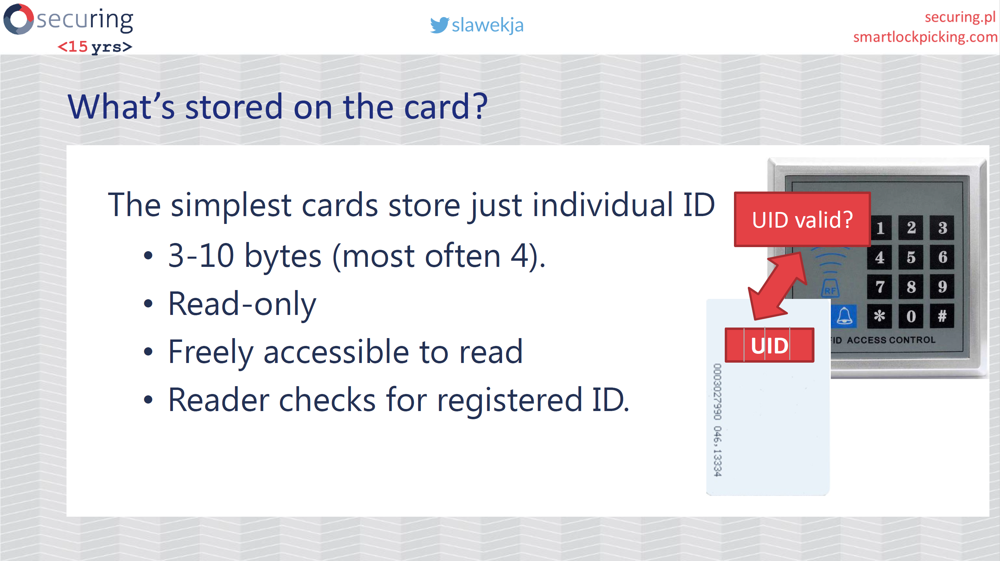 securing
<15 yrs>
slawekja
securing.pl
smartlockpicking.com
What's stored on the card?
The simplest cards store just individual ID
• 3-10 bytes (most often 4).
• Read-only
• Freely accessible to read
• Reader checks for registered ID.
UID valid?
1 2 3
4 5 6
RF
7 8 9
* 0 #
ID ACCESS CONTROL
UID
0003027990 046,13334